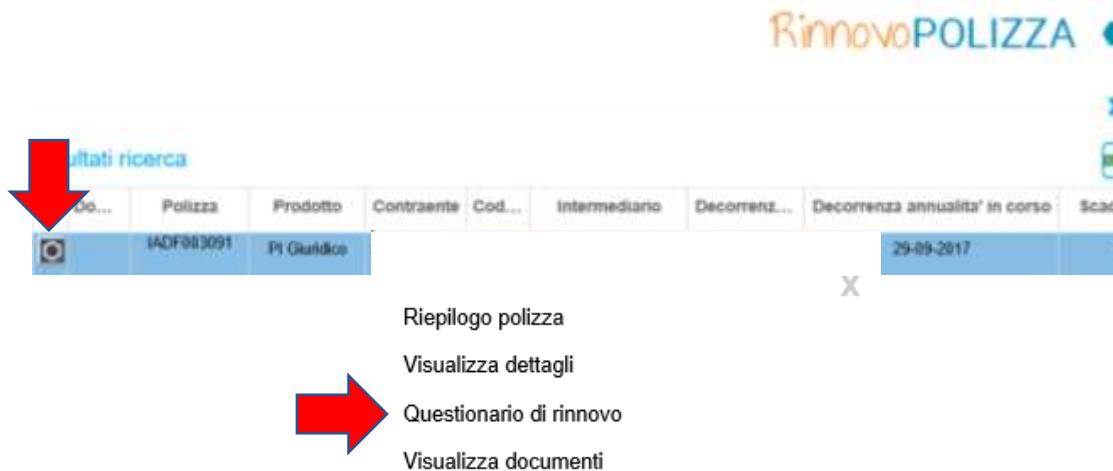 RinnovoPOLIZZA
ultati ricerca
Do... Polizza Prodotto Contraente Cod... Intermediario Decorrenz... Decorrenza annualita' in corso Scad
IADF003091 PI Giuridico 29-09-2017
X
Riepilogo polizza
Visualizza dettagli
Questionario di rinnovo
Visualizza documenti